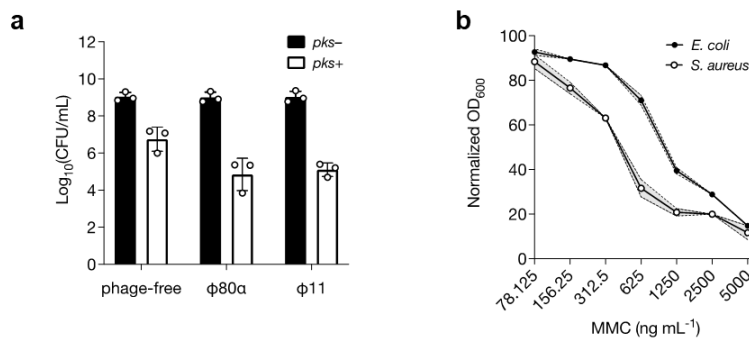 a
12
10
8
6
4
2
0
Log10(CFU/mL)
pks–
pks+
phage-free
ϕ80α
ϕ11
b
100
80
60
40
20
0
Normalized OD600
E. coli
S. aureus
78.125
156.25
312.5
625
1250
2500
5000
MMC (ng mL-1)